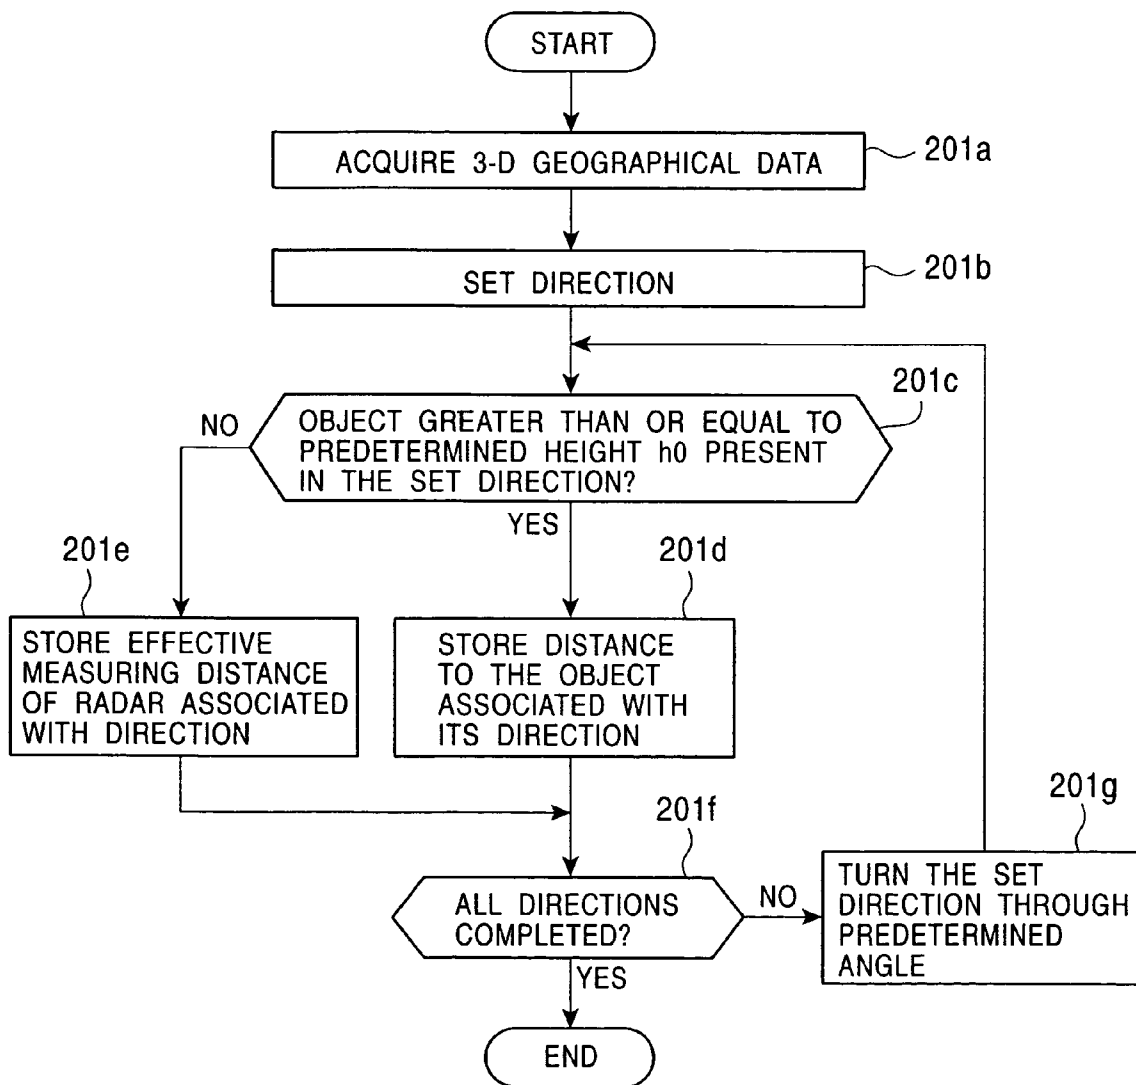 START
ACQUIRE 3-D GEOGRAPHICAL DATA
201a
SET DIRECTION
201b
201c
OBJECT GREATER THAN OR EQUAL TO
PREDETERMINED HEIGHT h0 PRESENT
IN THE SET DIRECTION?
NO
YES
201e
201d
STORE EFFECTIVE
MEASURING DISTANCE
OF RADAR ASSOCIATED
WITH DIRECTION
STORE DISTANCE
TO THE OBJECT
ASSOCIATED WITH
ITS DIRECTION
201f
201g
ALL DIRECTIONS
COMPLETED?
NO
TURN THE SET
DIRECTION THROUGH
PREDETERMINED
ANGLE
YES
END